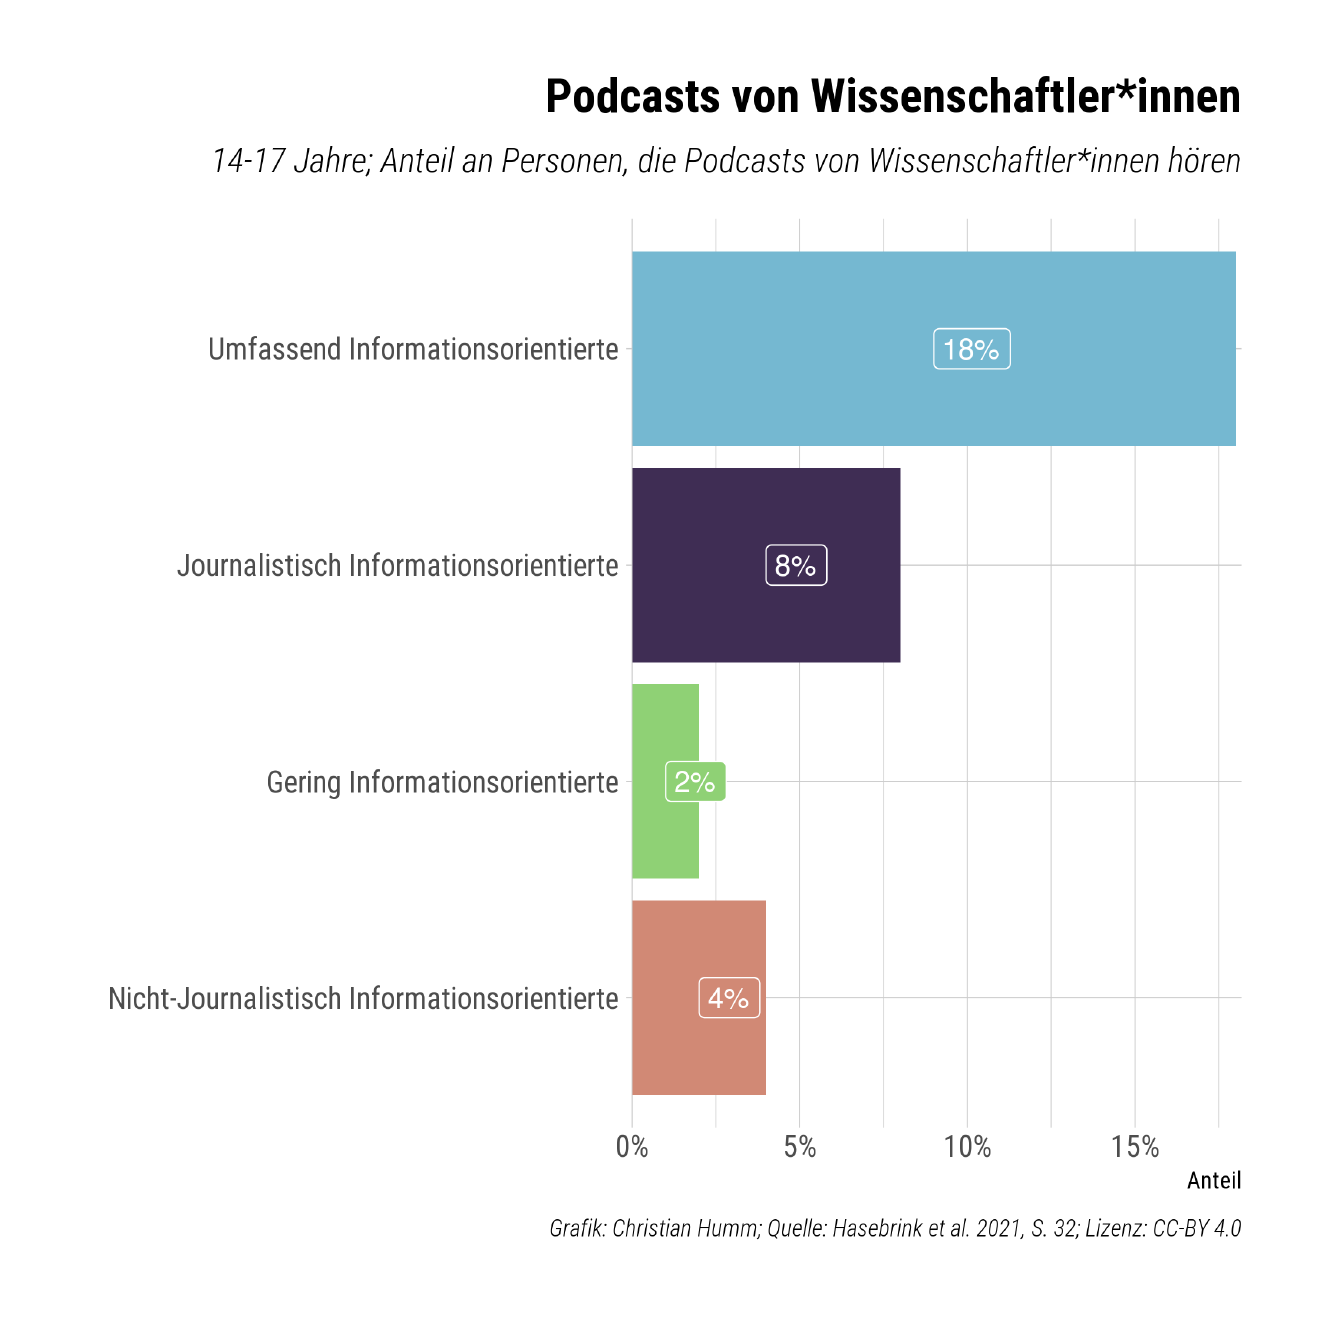 Podcasts von Wissenschaftler*innen
14-17 Jahre; Anteil an Personen, die Podcasts von Wissenschaftler*innen hören
Umfassend Informationsorientierte
18%
Journalistisch Informationsorientierte
8%
Gering Informationsorientierte
2%
Nicht-Journalistisch Informationsorientierte
4%
0% 5% 10% 15%
Anteil
Grafik: Christian Humm; Quelle: Hasebrink et al. 2021, S. 32; Lizenz: CC-BY 4.0